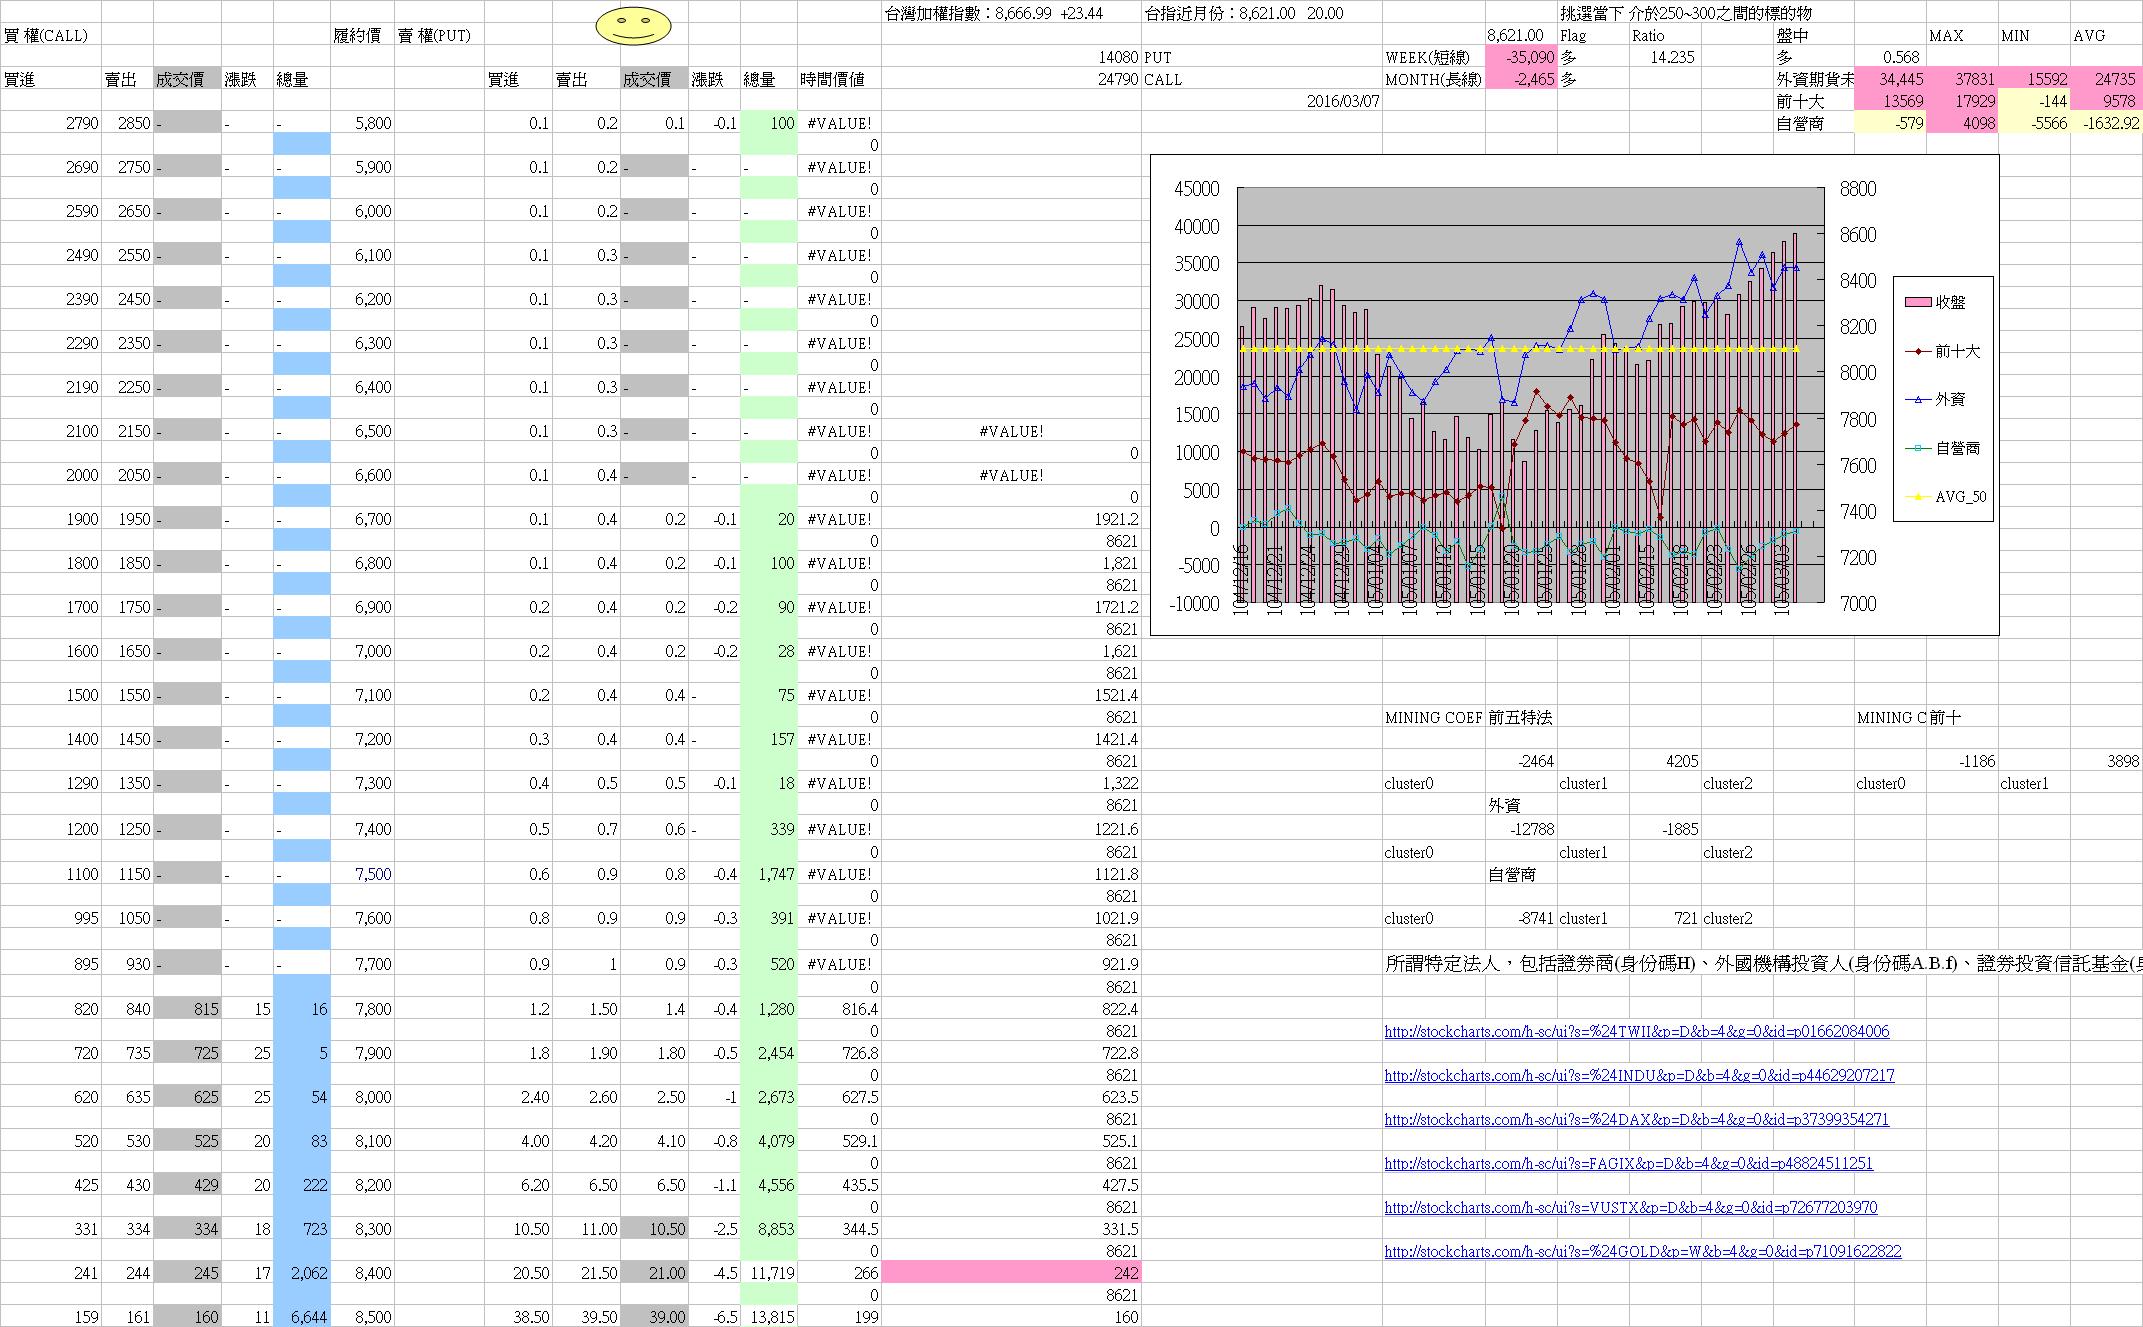 台灣加權指數：8,666.99 +23.44 台指近月份：8,621.00 20.00 挑選當下 介於250~300之間的標的物
買 權(CALL) 履約價 賣 權(PUT) 8,621.00 Flag Ratio 盤中 MAX MIN AVG
14080 PUT WEEK(短線) -35,090 多 14.235 多 0.568
買進 賣出 成交價 漲跌 總量 買進 賣出 成交價 漲跌 總量 時間價值 24790 CALL MONTH(長線) -2,465 多 外資期貨未 34,445 37831 15592 24735
2016/03/07 前十大 13569 17929 -144 9578
2790 2850 - - - 5,800 0.1 0.2 0.1 -0.1 100 #VALUE! 自營商 -579 4098 -5566 -1632.92
0
2690 2750 - - - 5,900 0.1 0.2 - - - #VALUE!
0
2590 2650 - - - 6,000 0.1 0.2 - - - #VALUE!
0
2490 2550 - - - 6,100 0.1 0.3 - - - #VALUE!
0
2390 2450 - - - 6,200 0.1 0.3 - - - #VALUE!
0
2290 2350 - - - 6,300 0.1 0.3 - - - #VALUE!
0
2190 2250 - - - 6,400 0.1 0.3 - - - #VALUE!
0
2100 2150 - - - 6,500 0.1 0.3 - - - #VALUE! #VALUE!
0 0
2000 2050 - - - 6,600 0.1 0.4 - - - #VALUE! #VALUE!
0 0
1900 1950 - - - 6,700 0.1 0.4 0.2 -0.1 20 #VALUE! 1921.2
0 8621
1800 1850 - - - 6,800 0.1 0.4 0.2 -0.1 100 #VALUE! 1,821
0 8621
1700 1750 - - - 6,900 0.2 0.4 0.2 -0.2 90 #VALUE! 1721.2
0 8621
1600 1650 - - - 7,000 0.2 0.4 0.2 -0.2 28 #VALUE! 1,621
0 8621
1500 1550 - - - 7,100 0.2 0.4 0.4 - 75 #VALUE! 1521.4
0 8621
1400 1450 - - - 7,200 0.3 0.4 0.4 - 157 #VALUE! 1421.4
0 8621
1290 1350 - - - 7,300 0.4 0.5 0.5 -0.1 18 #VALUE! 1,322
0 8621
1200 1250 - - - 7,400 0.5 0.7 0.6 - 339 #VALUE! 1221.6
0 8621
1100 1150 - - - 7,500 0.6 0.9 0.8 -0.4 1,747 #VALUE! 1121.8
0 8621
995 1050 - - - 7,600 0.8 0.9 0.9 -0.3 391 #VALUE! 1021.9
0 8621
895 930 - - - 7,700 0.9 1 0.9 -0.3 520 #VALUE! 921.9
0 8621
820 840 815 15 16 7,800 1.2 1.50 1.4 -0.4 1,280 816.4 822.4
0 8621
720 735 725 25 5 7,900 1.8 1.90 1.80 -0.5 2,454 726.8 722.8
0 8621
620 635 625 25 54 8,000 2.40 2.60 2.50 -1 2,673 627.5 623.5
0 8621
520 530 525 20 83 8,100 4.00 4.20 4.10 -0.8 4,079 529.1 525.1
0 8621
425 430 429 20 222 8,200 6.20 6.50 6.50 -1.1 4,556 435.5 427.5
0 8621
331 334 334 18 723 8,300 10.50 11.00 10.50 -2.5 8,853 344.5 331.5
0 8621
241 244 245 17 2,062 8,400 20.50 21.50 21.00 -4.5 11,719 266 242
0 8621
159 161 160 11 6,644 8,500 38.50 39.50 39.00 -6.5 13,815 199 160
45000 8800
40000 8600
35000 8400
30000 8200
25000 8000
20000 7800
15000 7600
10000 7400
5000 7200
0 7000
-5000
-10000
104/12/16 104/12/21 104/12/24 104/12/29 105/01/04 105/01/07 105/01/12 105/01/15 105/01/20 105/01/25 105/01/28 105/02/01 105/02/15 105/02/18 105/02/23 105/02/26 105/03/03
收盤
前十大
外資
自營商
AVG_50
MINING COEF 前五特法 MINING C 前十
-2464 4205 -1186 3898
cluster0 cluster1 cluster2 cluster0 cluster1
外資
-12788 -1885
cluster0 cluster1 cluster2
自營商
cluster0 -8741 cluster1 721 cluster2
所謂特定法人，包括證券商(身份碼H)、外國機構投資人(身份碼A.B.f)、證券投資信託基金(
http://stockcharts.com/h-sc/ui?s=%24TWII&p=D&b=4&g=0&id=p01662084006
http://stockcharts.com/h-sc/ui?s=%24INDU&p=D&b=4&g=0&id=p44629207217
http://stockcharts.com/h-sc/ui?s=%24DAX&p=D&b=4&g=0&id=p37399354271
http://stockcharts.com/h-sc/ui?s=FAGIX&p=D&b=4&g=0&id=p48824511251
http://stockcharts.com/h-sc/ui?s=VUSTX&p=D&b=4&g=0&id=p72677203970
http://stockcharts.com/h-sc/ui?s=%24GOLD&p=W&b=4&g=0&id=p71091622822